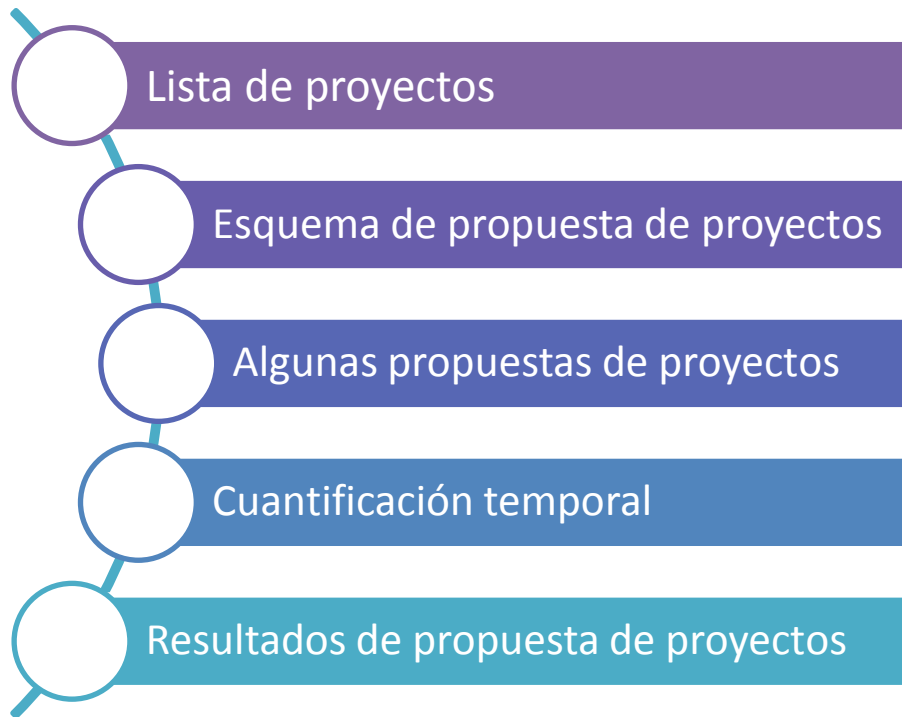 Lista de proyectos
Esquema de propuesta de proyectos
Algunas propuestas de proyectos
Cuantificación temporal
Resultados de propuesta de proyectos